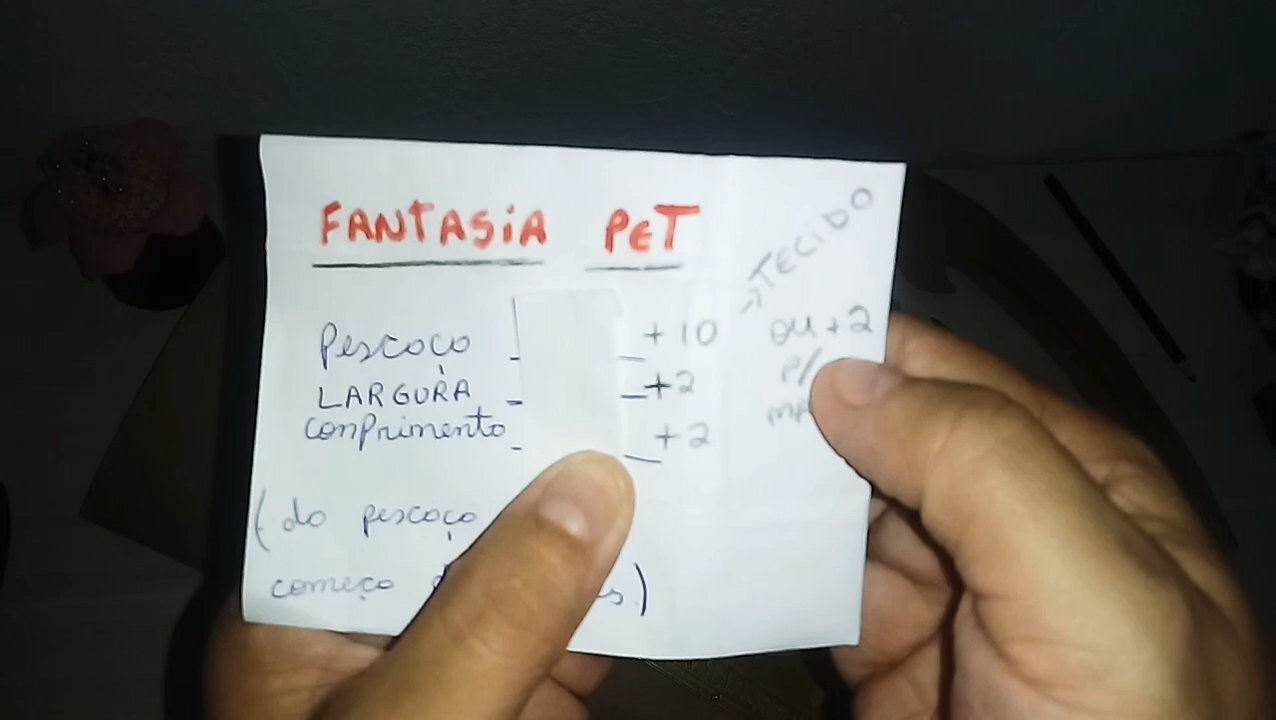 FANTASiA PET
→ TECIDO
Pescoço +10 OU +2
LARGURA +2 P/
comPrimento +2
(do pescoço
começo